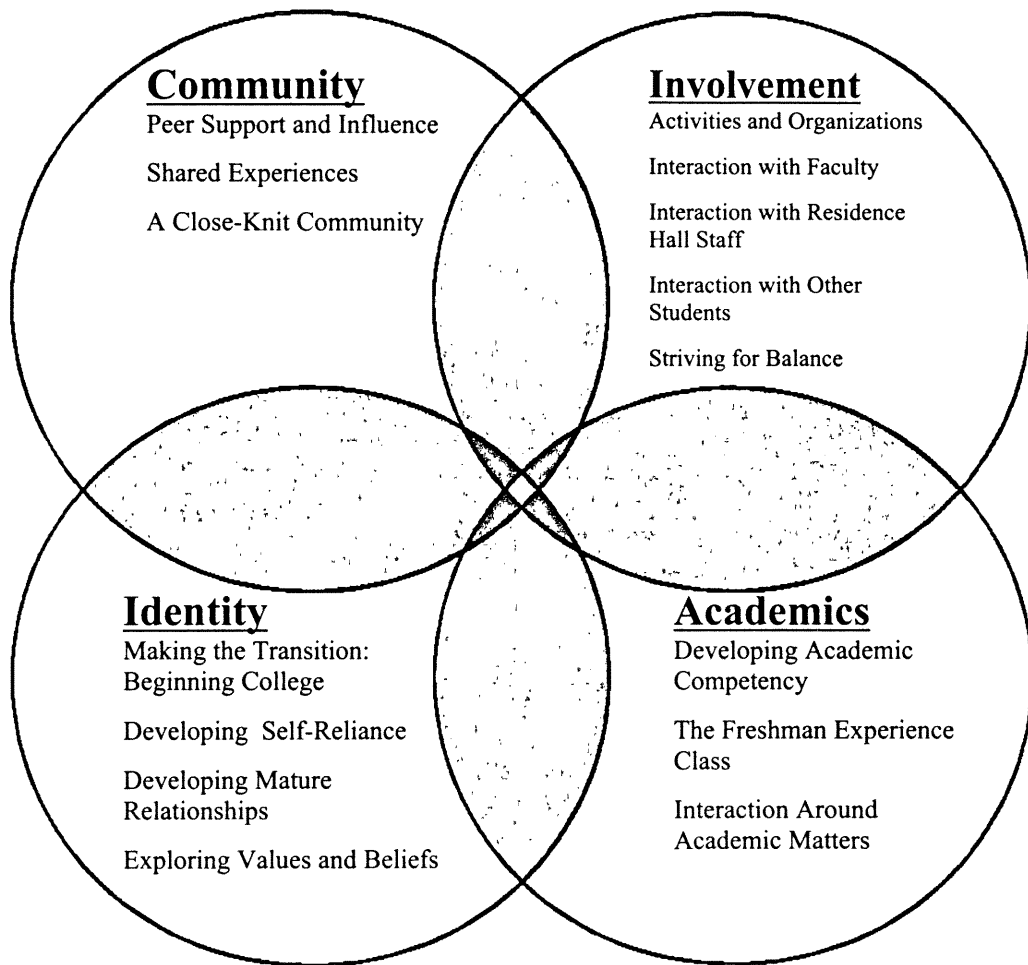 Community
Peer Support and Influence
Shared Experiences
A Close-Knit Community
Involvement
Activities and Organizations
Interaction with Faculty
Interaction with Residence
Hall Staff
Interaction with Other
Students
Striving for Balance
Identity
Making the Transition:
Beginning College
Developing Self-Reliance
Developing Mature
Relationships
Exploring Values and Beliefs
Academics
Developing Academic
Competency
The Freshman Experience
Class
Interaction Around
Academic Matters